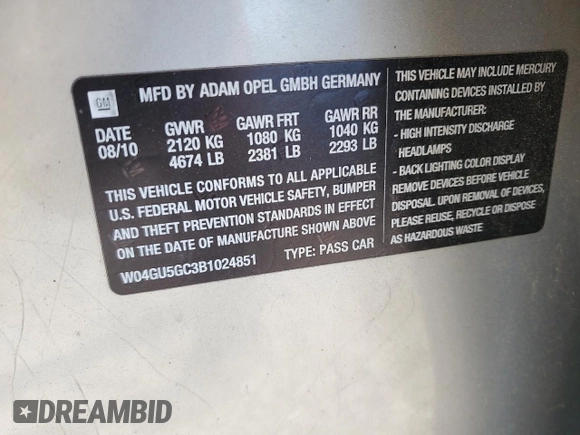 GM
MFD BY ADAM OPEL GMBH GERMANY
DATE GVWR GAWR FRT GAWR RR
08/10 2120 KG 1080 KG 1040 KG
4674 LB 2381 LB 2293 LB
THIS VEHICLE CONFORMS TO ALL APPLICABLE
U.S. FEDERAL MOTOR VEHICLE SAFETY, BUMPER
AND THEFT PREVENTION STANDARDS IN EFFECT
ON THE DATE OF MANUFACTURE SHOWN ABOVE
W04GU5GC3B1024851 TYPE: PASS CAR
THIS VEHICLE MAY INCLUDE MERCURY
CONTAINING DEVICES INSTALLED BY
THE MANUFACTURER:
- HIGH INTENSITY DISCHARGE
HEADLAMPS
- BACK LIGHTING COLOR DISPLAY
REMOVE DEVICES BEFORE VEHICLE
DISPOSAL. UPON REMOVAL OF DEVICES,
PLEASE REUSE, RECYCLE OR DISPOSE
AS HAZARDOUS WASTE
DREAMBID